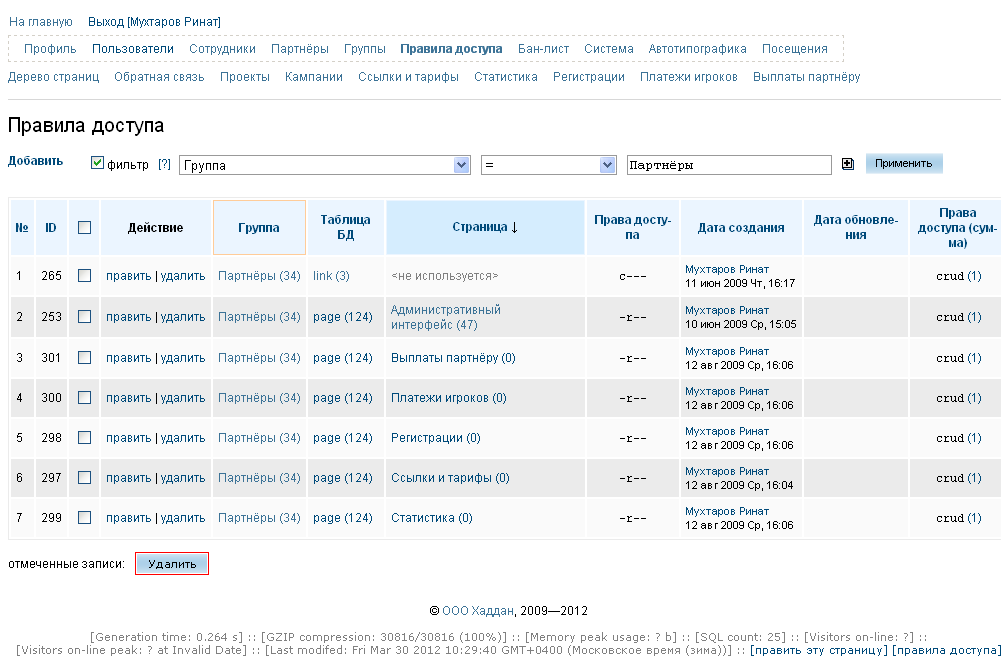 На главную Выход [Мухтаров Ринат]
Профиль Пользователи Сотрудники Партнёры Группы Правила доступа Бан-лист Система Автотипографика Посещения
Дерево страниц Обратная связь Проекты Кампании Ссылки и тарифы Статистика Регистрации Платежи игроков Выплаты партнёру
Правила доступа
Добавить фильтр [?] Группа = Партнёры Применить
№ ID Действие Группа Таблица БД Страница ↓ Права досту-па Дата создания Дата обновле-ния Права доступа (сум-ма)
1 265 править | удалить Партнёры (34) link (3) <не используется> c--- Мухтаров Ринат crud (1)
11 июн 2009 Чт, 16:17
2 253 править | удалить Партнёры (34) page (124) Административный интерфейс (47) -r-- Мухтаров Ринат crud (1)
10 июн 2009 Ср, 15:05
3 301 править | удалить Партнёры (34) page (124) Выплаты партнёру (0) -r-- Мухтаров Ринат crud (1)
12 авг 2009 Ср, 16:06
4 300 править | удалить Партнёры (34) page (124) Платежи игроков (0) -r-- Мухтаров Ринат crud (1)
12 авг 2009 Ср, 16:06
5 298 править | удалить Партнёры (34) page (124) Регистрации (0) -r-- Мухтаров Ринат crud (1)
12 авг 2009 Ср, 16:06
6 297 править | удалить Партнёры (34) page (124) Ссылки и тарифы (0) -r-- Мухтаров Ринат crud (1)
12 авг 2009 Ср, 16:04
7 299 править | удалить Партнёры (34) page (124) Статистика (0) -r-- Мухтаров Ринат crud (1)
12 авг 2009 Ср, 16:06
отмеченные записи: Удалить
© ООО Хаддан, 2009—2012
[Generation time: 0.264 s] :: [GZIP compression: 30816/30816 (100%)] :: [Memory peak usage: ? b] :: [SQL count: 25] :: [Visitors on-line: ?] ::
[Visitors on-line peak: ? at Invalid Date] :: [Last modifed: Fri Mar 30 2012 10:29:40 GMT+0400 (Московское время (зима))] :: [править эту страницу] [правила доступа]